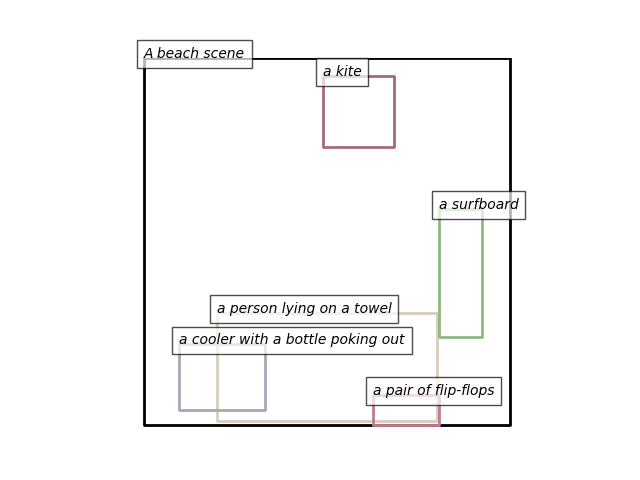 A beach scene
a kite
a surfboard
a person lying on a towel
a cooler with a bottle poking out
a pair of flip-flops